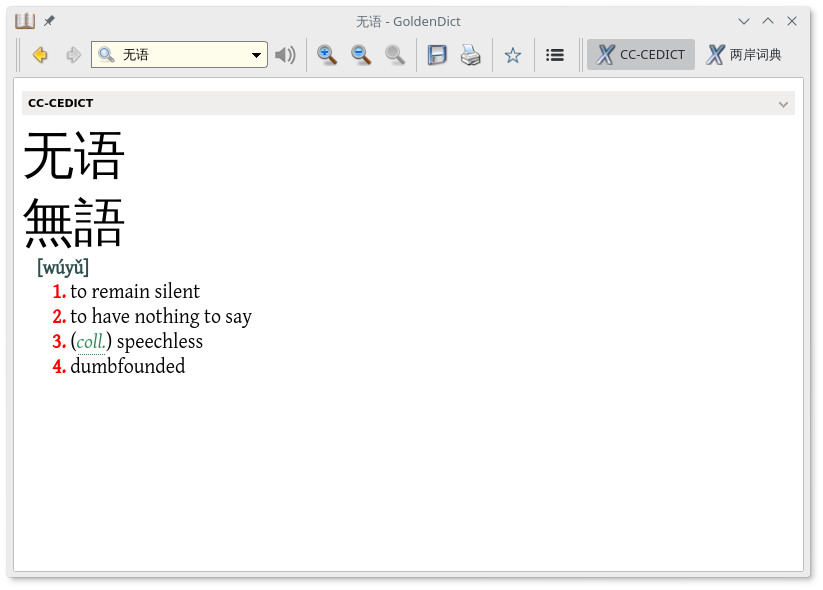 无语 - GoldenDict
无语
CC-CEDICT
两岸词典
CC-CEDICT
无语
無語
[wúyǔ]
1. to remain silent
2. to have nothing to say
3. (coll.) speechless
4. dumbfounded